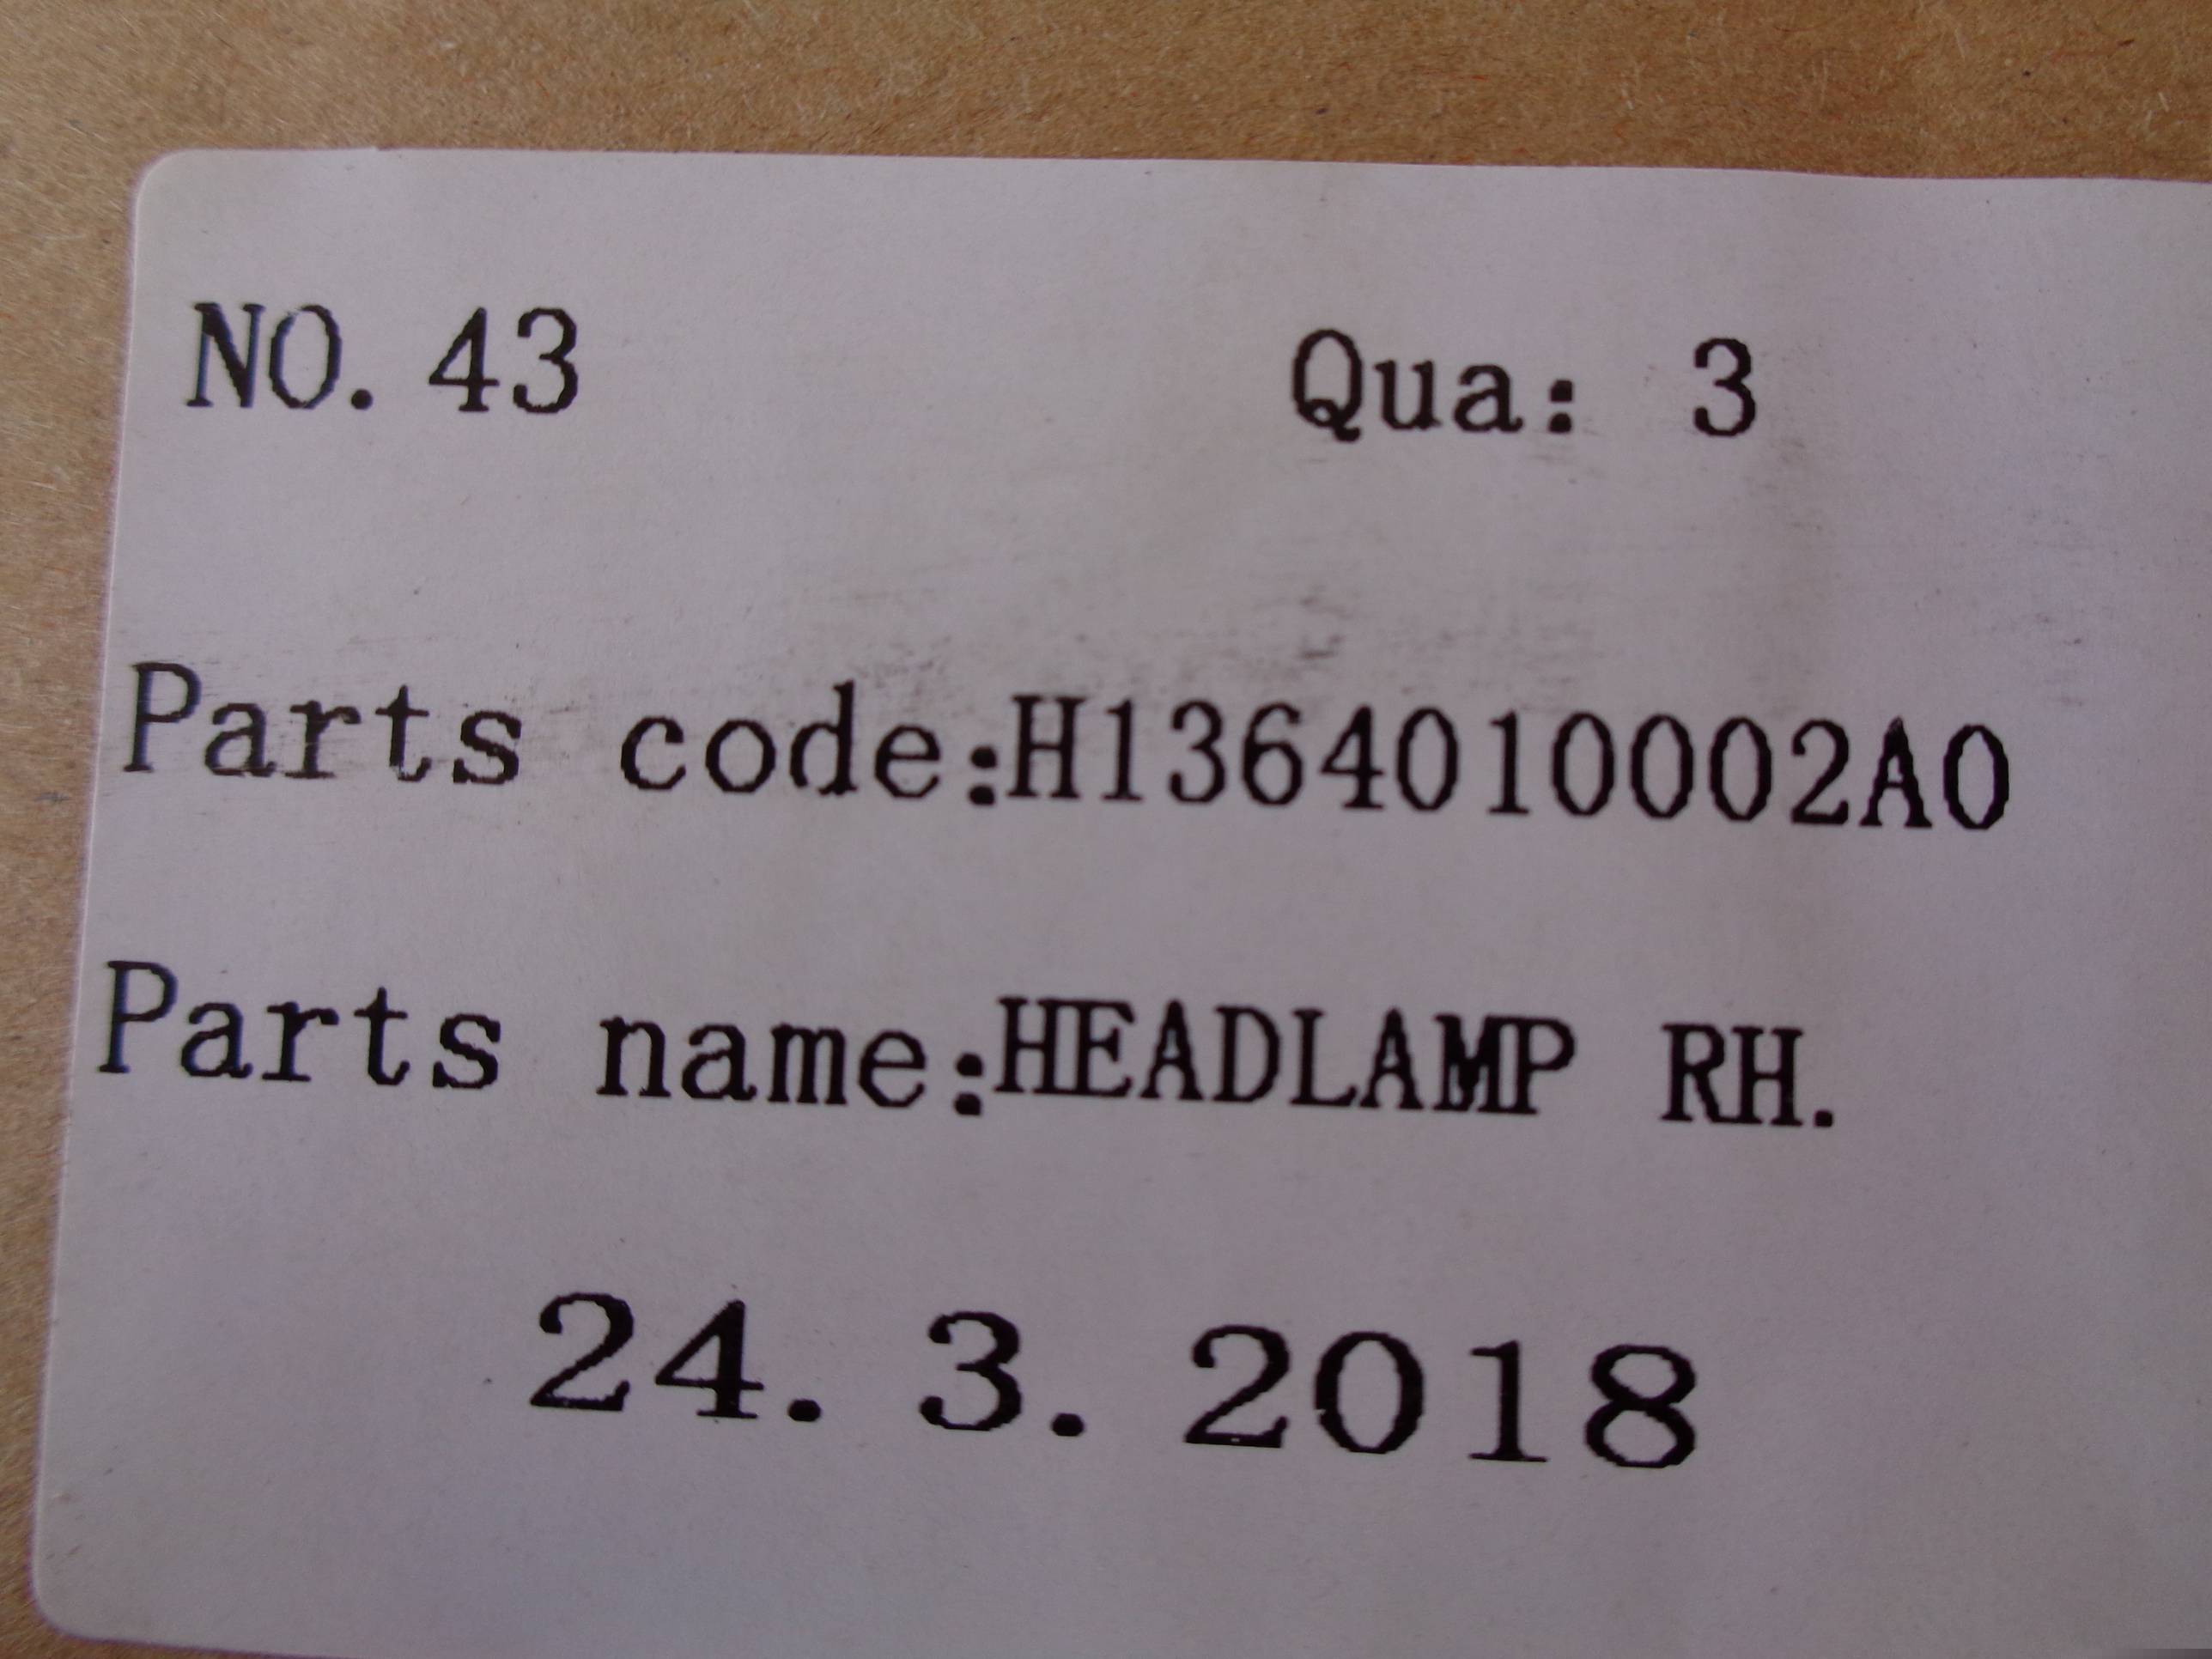 NO. 43 Qua: 3
Parts code:H1364010002A0
Parts name:HEADLAMP RH.
24. 3. 2018